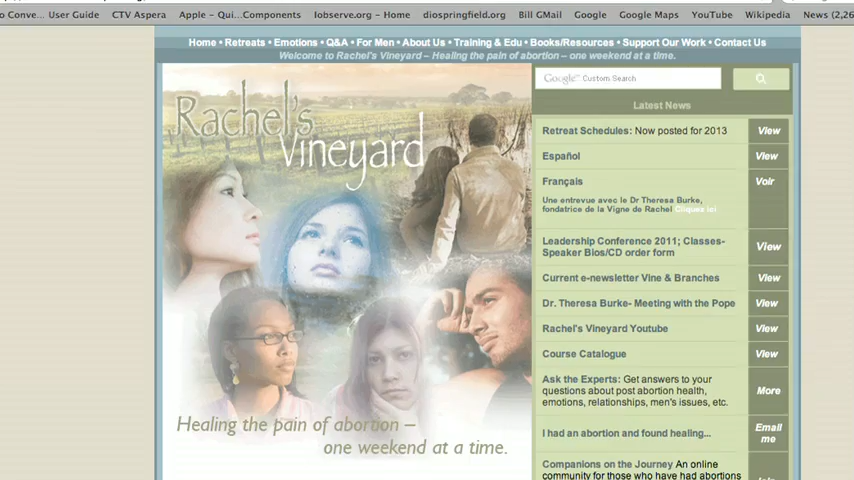 o Conve... User Guide CTV Aspera Apple - Qui...Components Iobserve.org - Home diospringfield.org Bill GMail Google Google Maps YouTube Wikipedia News (2,26
Home • Retreats • Emotions • Q&A • For Men • About Us • Training & Edu • Books/Resources • Support Our Work • Contact Us
Welcome to Rachel's Vineyard – Healing the pain of abortion – one weekend at a time.
Rachel's
Vineyard
Healing the pain of abortion –
one weekend at a time.
Google™ Custom Search
Latest News
Retreat Schedules: Now posted for 2013 View
Español View
Français Voir
Une entrevue avec le Dr Theresa Burke,
fondatrice de la Vigne de Rachel Cliquez ici
Leadership Conference 2011; Classes-
Speaker Bios/CD order form View
Current e-newsletter Vine & Branches View
Dr. Theresa Burke- Meeting with the Pope View
Rachel's Vineyard Youtube View
Course Catalogue View
Ask the Experts: Get answers to your
questions about post abortion health, More
emotions, relationships, men's issues, etc.
I had an abortion and found healing... Email me
Companions on the Journey An online
community for those who have had abortions